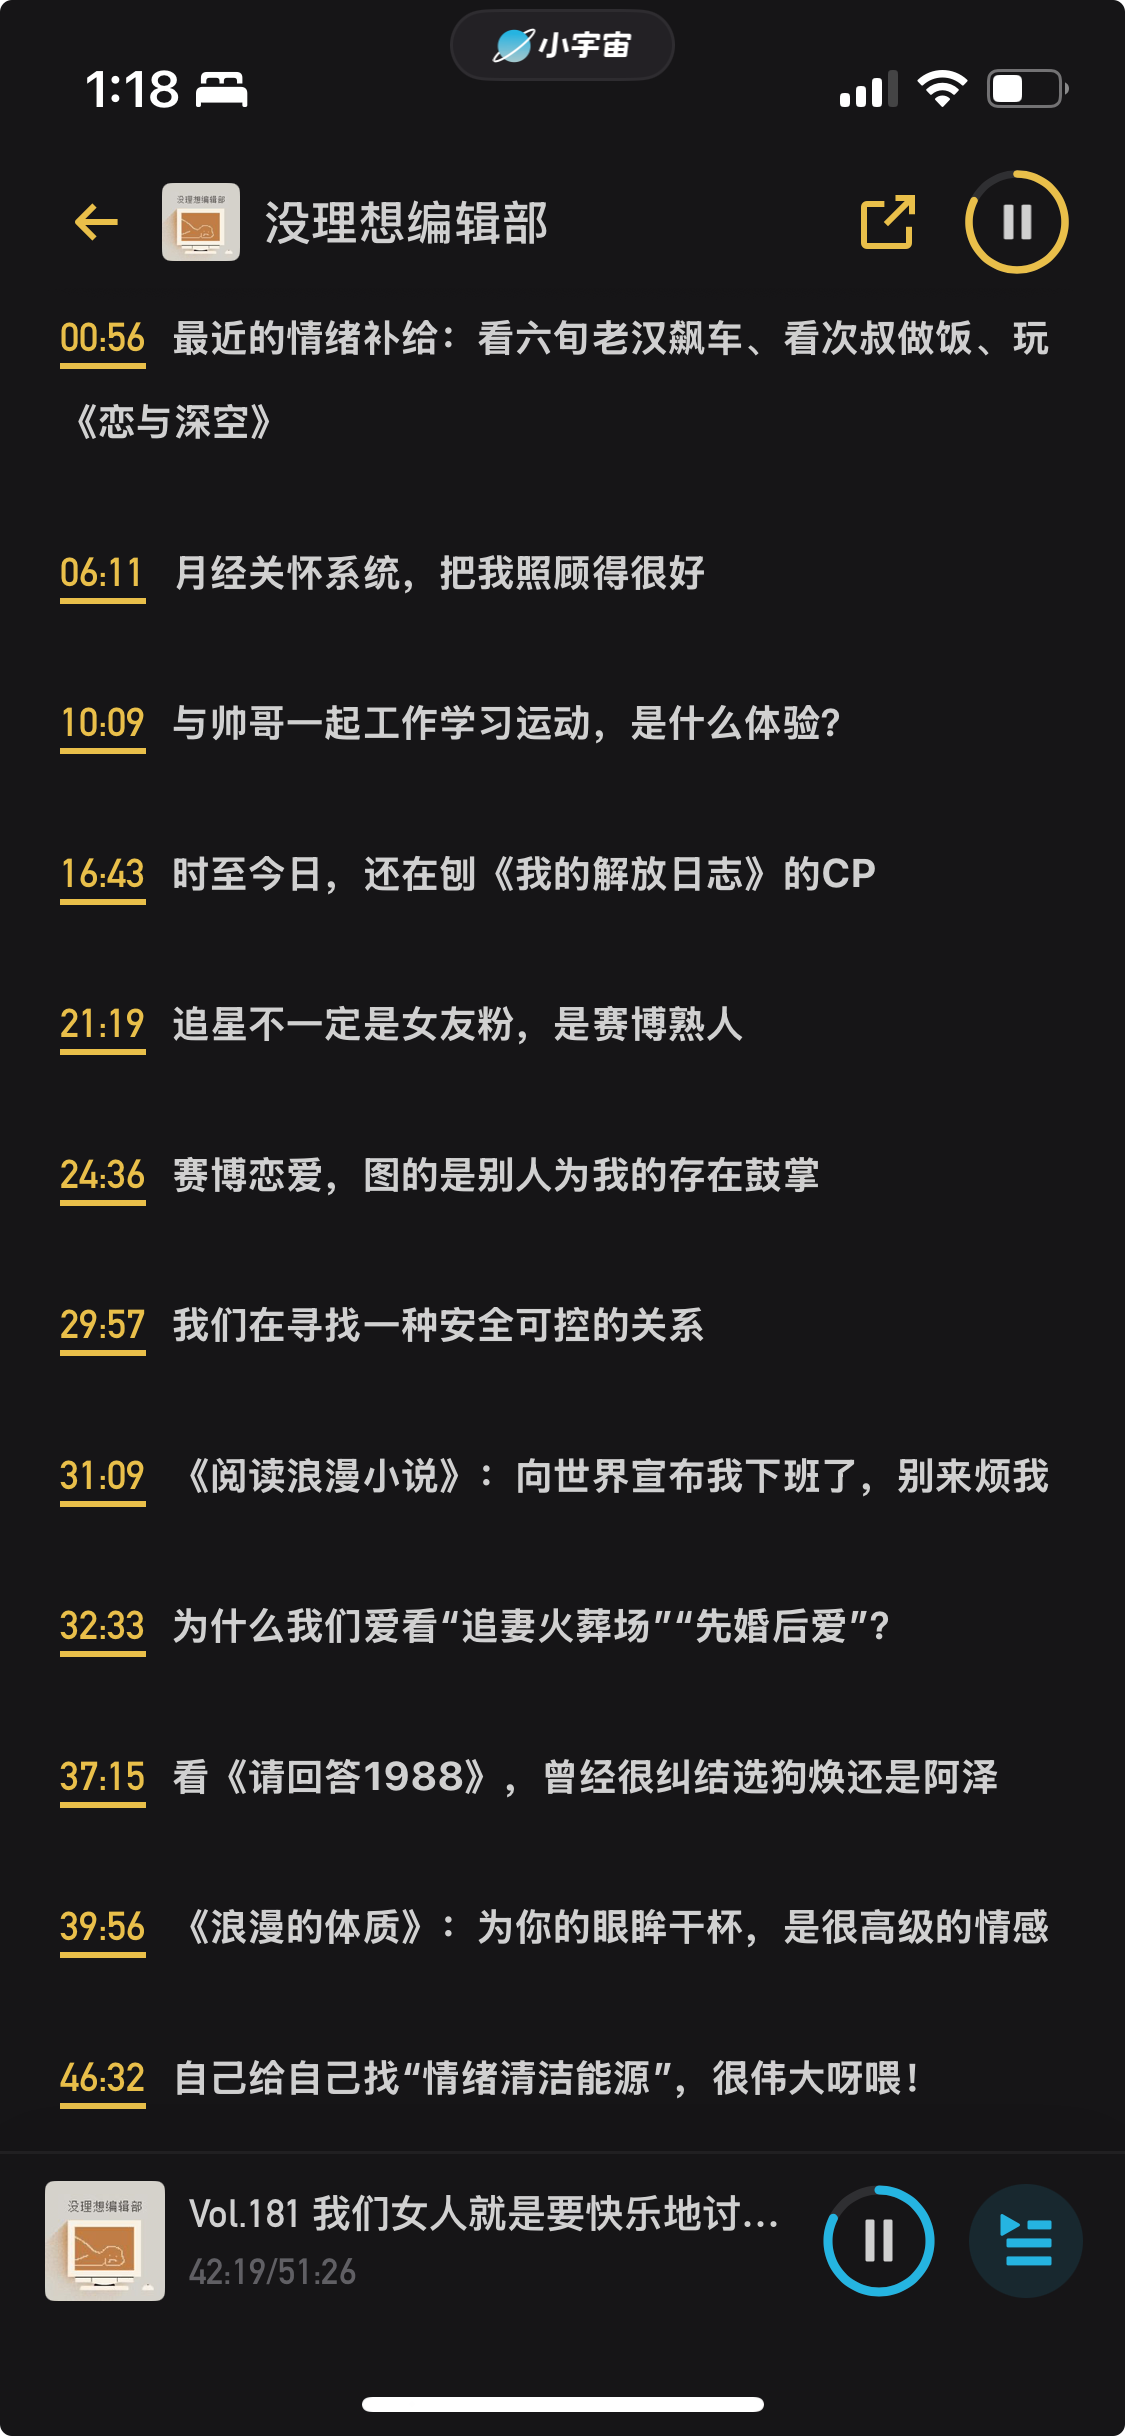 小宇宙
1:18
没理想编辑部
没理想编辑部
00:56 最近的情绪补给：看六旬老汉飙车、看次叔做饭、玩
《恋与深空》
06:11 月经关怀系统，把我照顾得很好
10:09 与帅哥一起工作学习运动，是什么体验？
16:43 时至今日，还在刨《我的解放日志》的CP
21:19 追星不一定是女友粉，是赛博熟人
24:36 赛博恋爱，图的是别人为我的存在鼓掌
29:57 我们在寻找一种安全可控的关系
31:09 《阅读浪漫小说》：向世界宣布我下班了，别来烦我
32:33 为什么我们爱看“追妻火葬场”“先婚后爱”？
37:15 看《请回答1988》，曾经很纠结选狗焕还是阿泽
39:56 《浪漫的体质》：为你的眼眸干杯，是很高级的情感
46:32 自己给自己找“情绪清洁能源”，很伟大呀喂！
没理想编辑部
Vol.181 我们女人就是要快乐地讨...
42:19/51:26